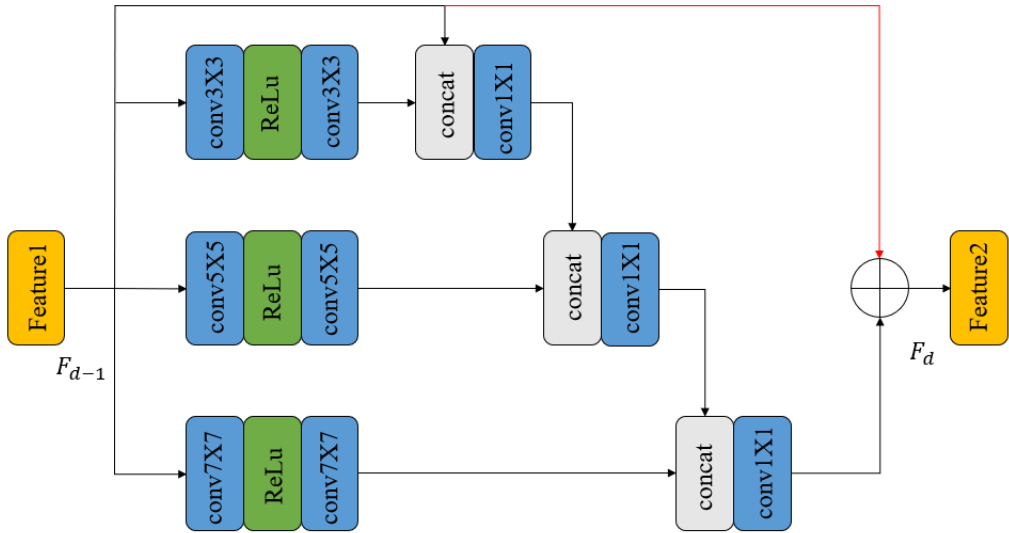 conv3X3
ReLu
conv3X3
concat
conv1X1
Feature1
conv5X5
ReLu
conv5X5
concat
conv1X1
Feature2
F_{d-1}
F_d
conv7X7
ReLu
conv7X7
concat
conv1X1